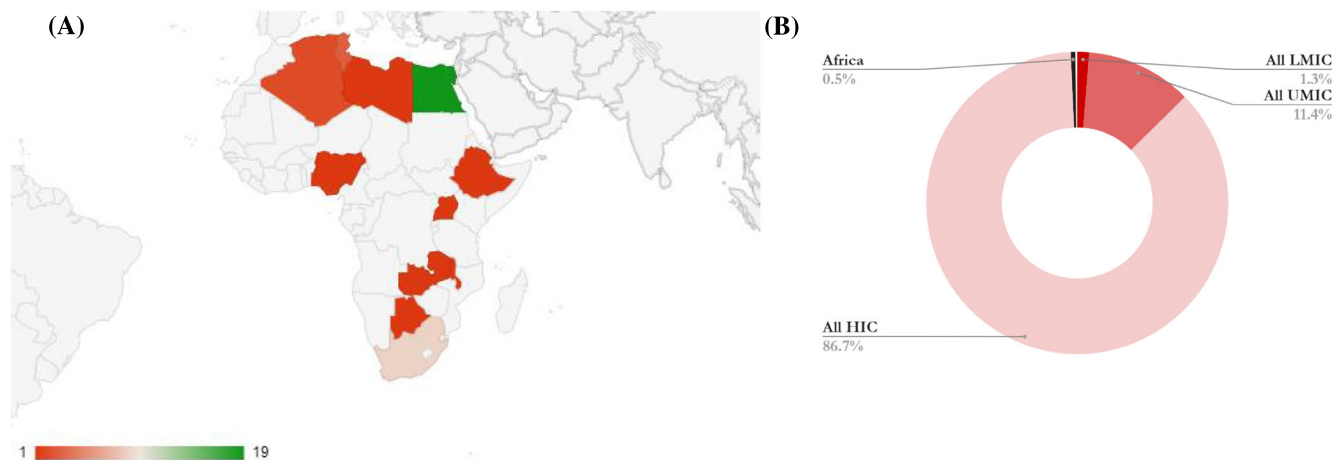 (A)
1
19
(B)
Africa
0.5%
All LMIC
1.3%
All UMIC
11.4%
All HIC
86.7%